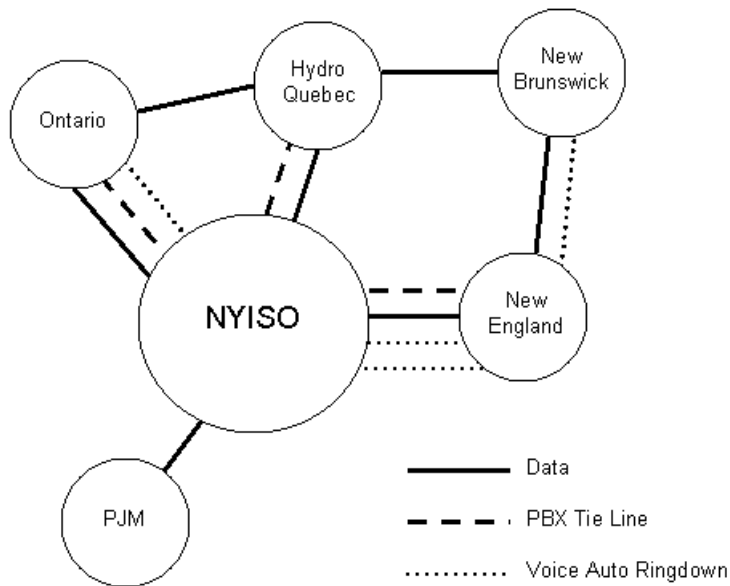 New
Brunswick
Hydro
Quebec
Ontario
NYISO
New
England
PJM
Data
PBX Tie Line
Voice Auto Ringdown